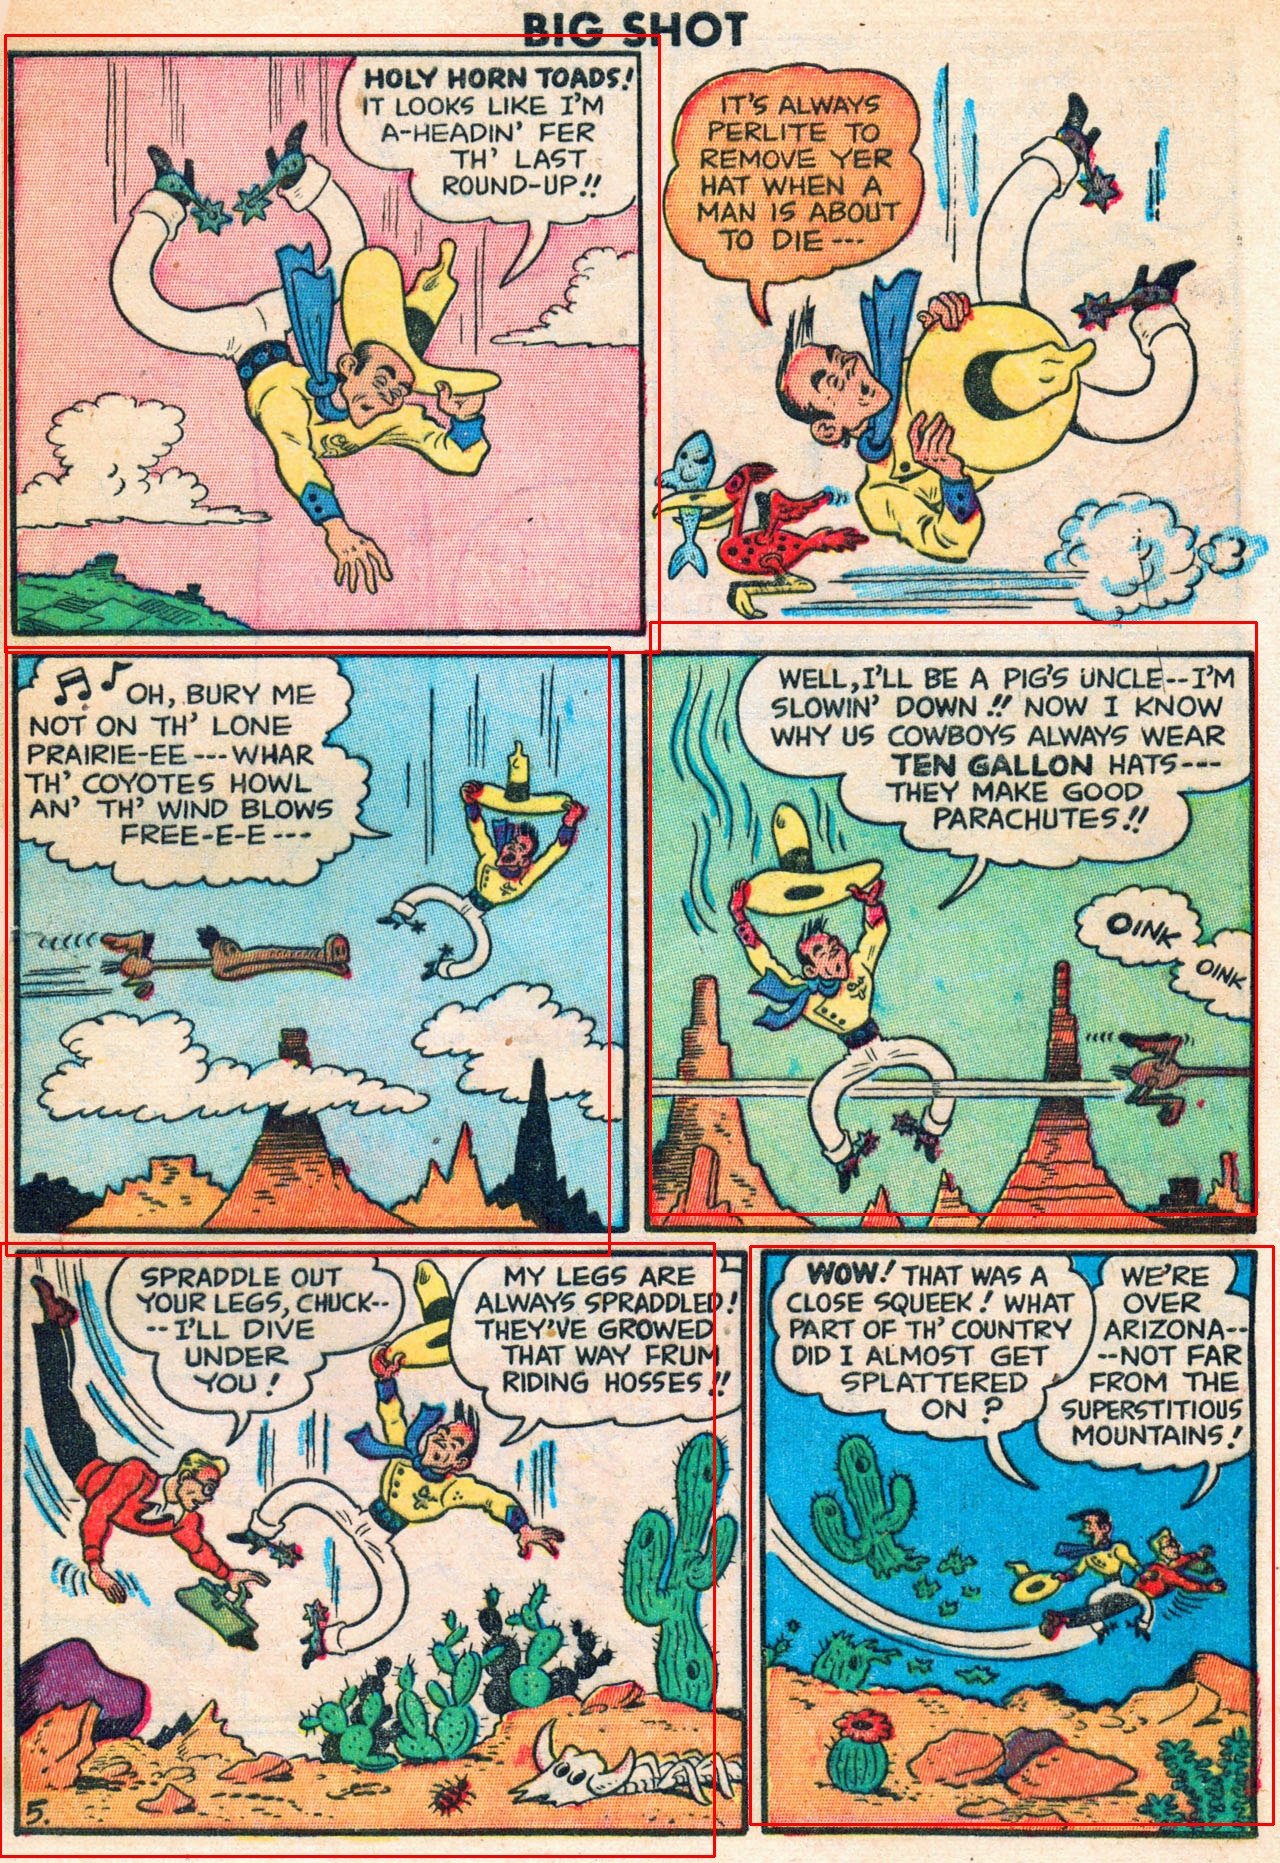 BIG SHOT
HOLY HORN TOADS!
IT LOOKS LIKE I'M
A-HEADIN' FER
TH' LAST
ROUND-UP!!
IT'S ALWAYS
PERLITE TO
REMOVE YER
HAT WHEN A
MAN IS ABOUT
TO DIE---
OH, BURY ME
NOT ON TH' LONE
PRAIRIE-EE---WHAR
TH' COYOTES HOWL
AN' TH' WIND BLOWS
FREE-E-E---
WELL, I'LL BE A PIG'S UNCLE--I'M
SLOWIN' DOWN!! NOW I KNOW
WHY US COWBOYS ALWAYS WEAR
TEN GALLON HATS---
THEY MAKE GOOD
PARACHUTES!!
OINK
OINK
SPRADDLE OUT
YOUR LEGS, CHUCK--
--I'LL DIVE
UNDER
YOU!
MY LEGS ARE
ALWAYS SPRADDLED!
THEY'VE GROWED
THAT WAY FRUM
RIDING HOSSES!!
WOW! THAT WAS A
CLOSE SQUEEK! WHAT
PART OF TH' COUNTRY
DID I ALMOST GET
SPLATTERED
ON?
WE'RE
OVER
ARIZONA--
--NOT FAR
FROM THE
SUPERSTITIOUS
MOUNTAINS!
5.